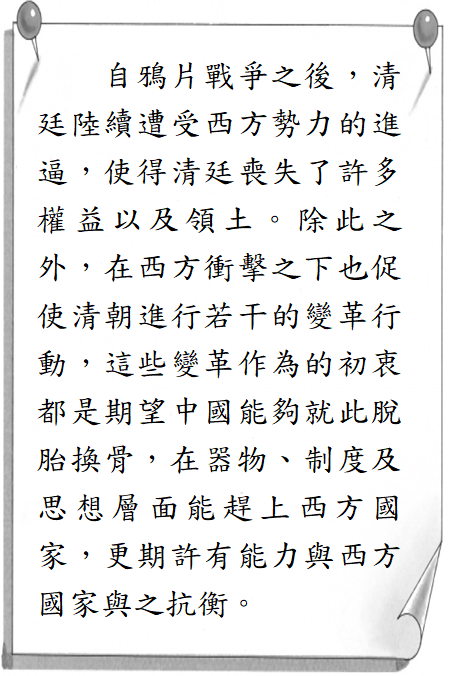 自鴉片戰爭之後，清
廷陸續遭受西方勢力的進
逼，使得清廷喪失了許多
權益以及領土。除此之
外，在西方衝擊之下也促
使清朝進行若干的變革行
動，這些變革作為的初衷
都是期望中國能夠就此脫
胎換骨，在器物、制度及
思想層面能趕上西方國
家，更期許有能力與西方
國家與之抗衡。